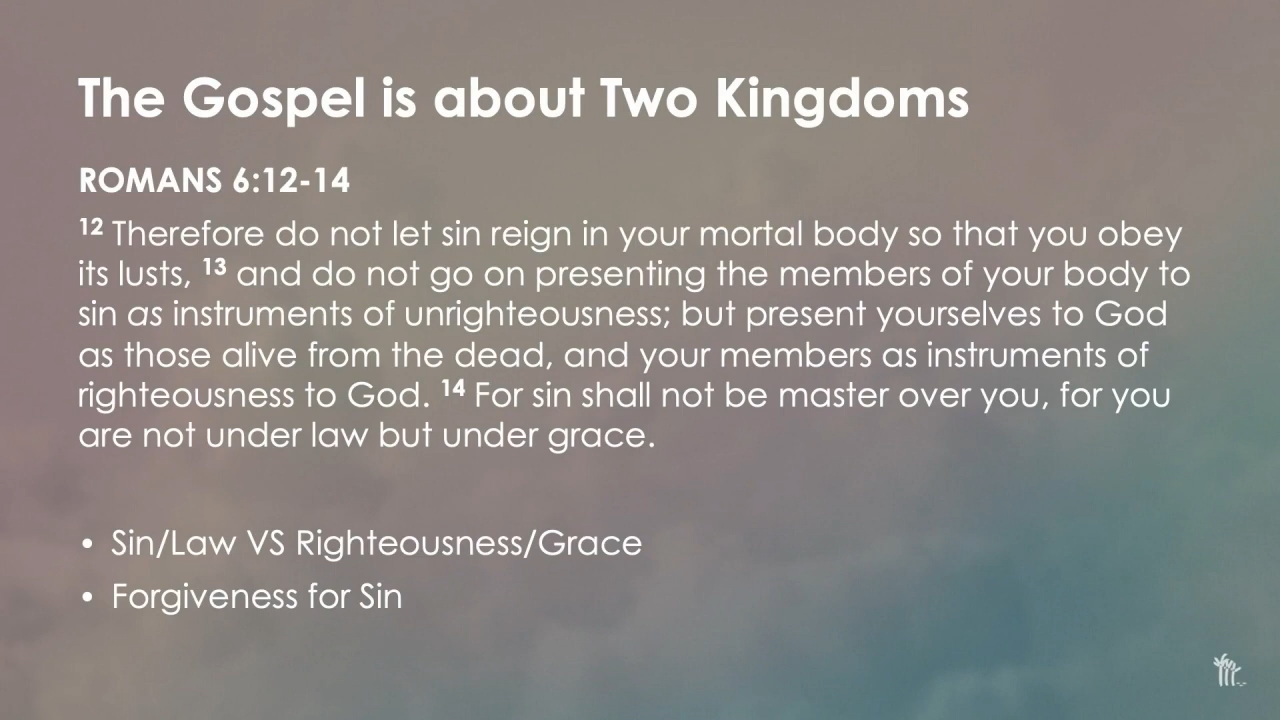 The Gospel is about Two Kingdoms
ROMANS 6:12-14
12 Therefore do not let sin reign in your mortal body so that you obey
its lusts, 13 and do not go on presenting the members of your body to
sin as instruments of unrighteousness; but present yourselves to God
as those alive from the dead, and your members as instruments of
righteousness to God. 14 For sin shall not be master over you, for you
are not under law but under grace.
• Sin/Law VS Righteousness/Grace
• Forgiveness for Sin